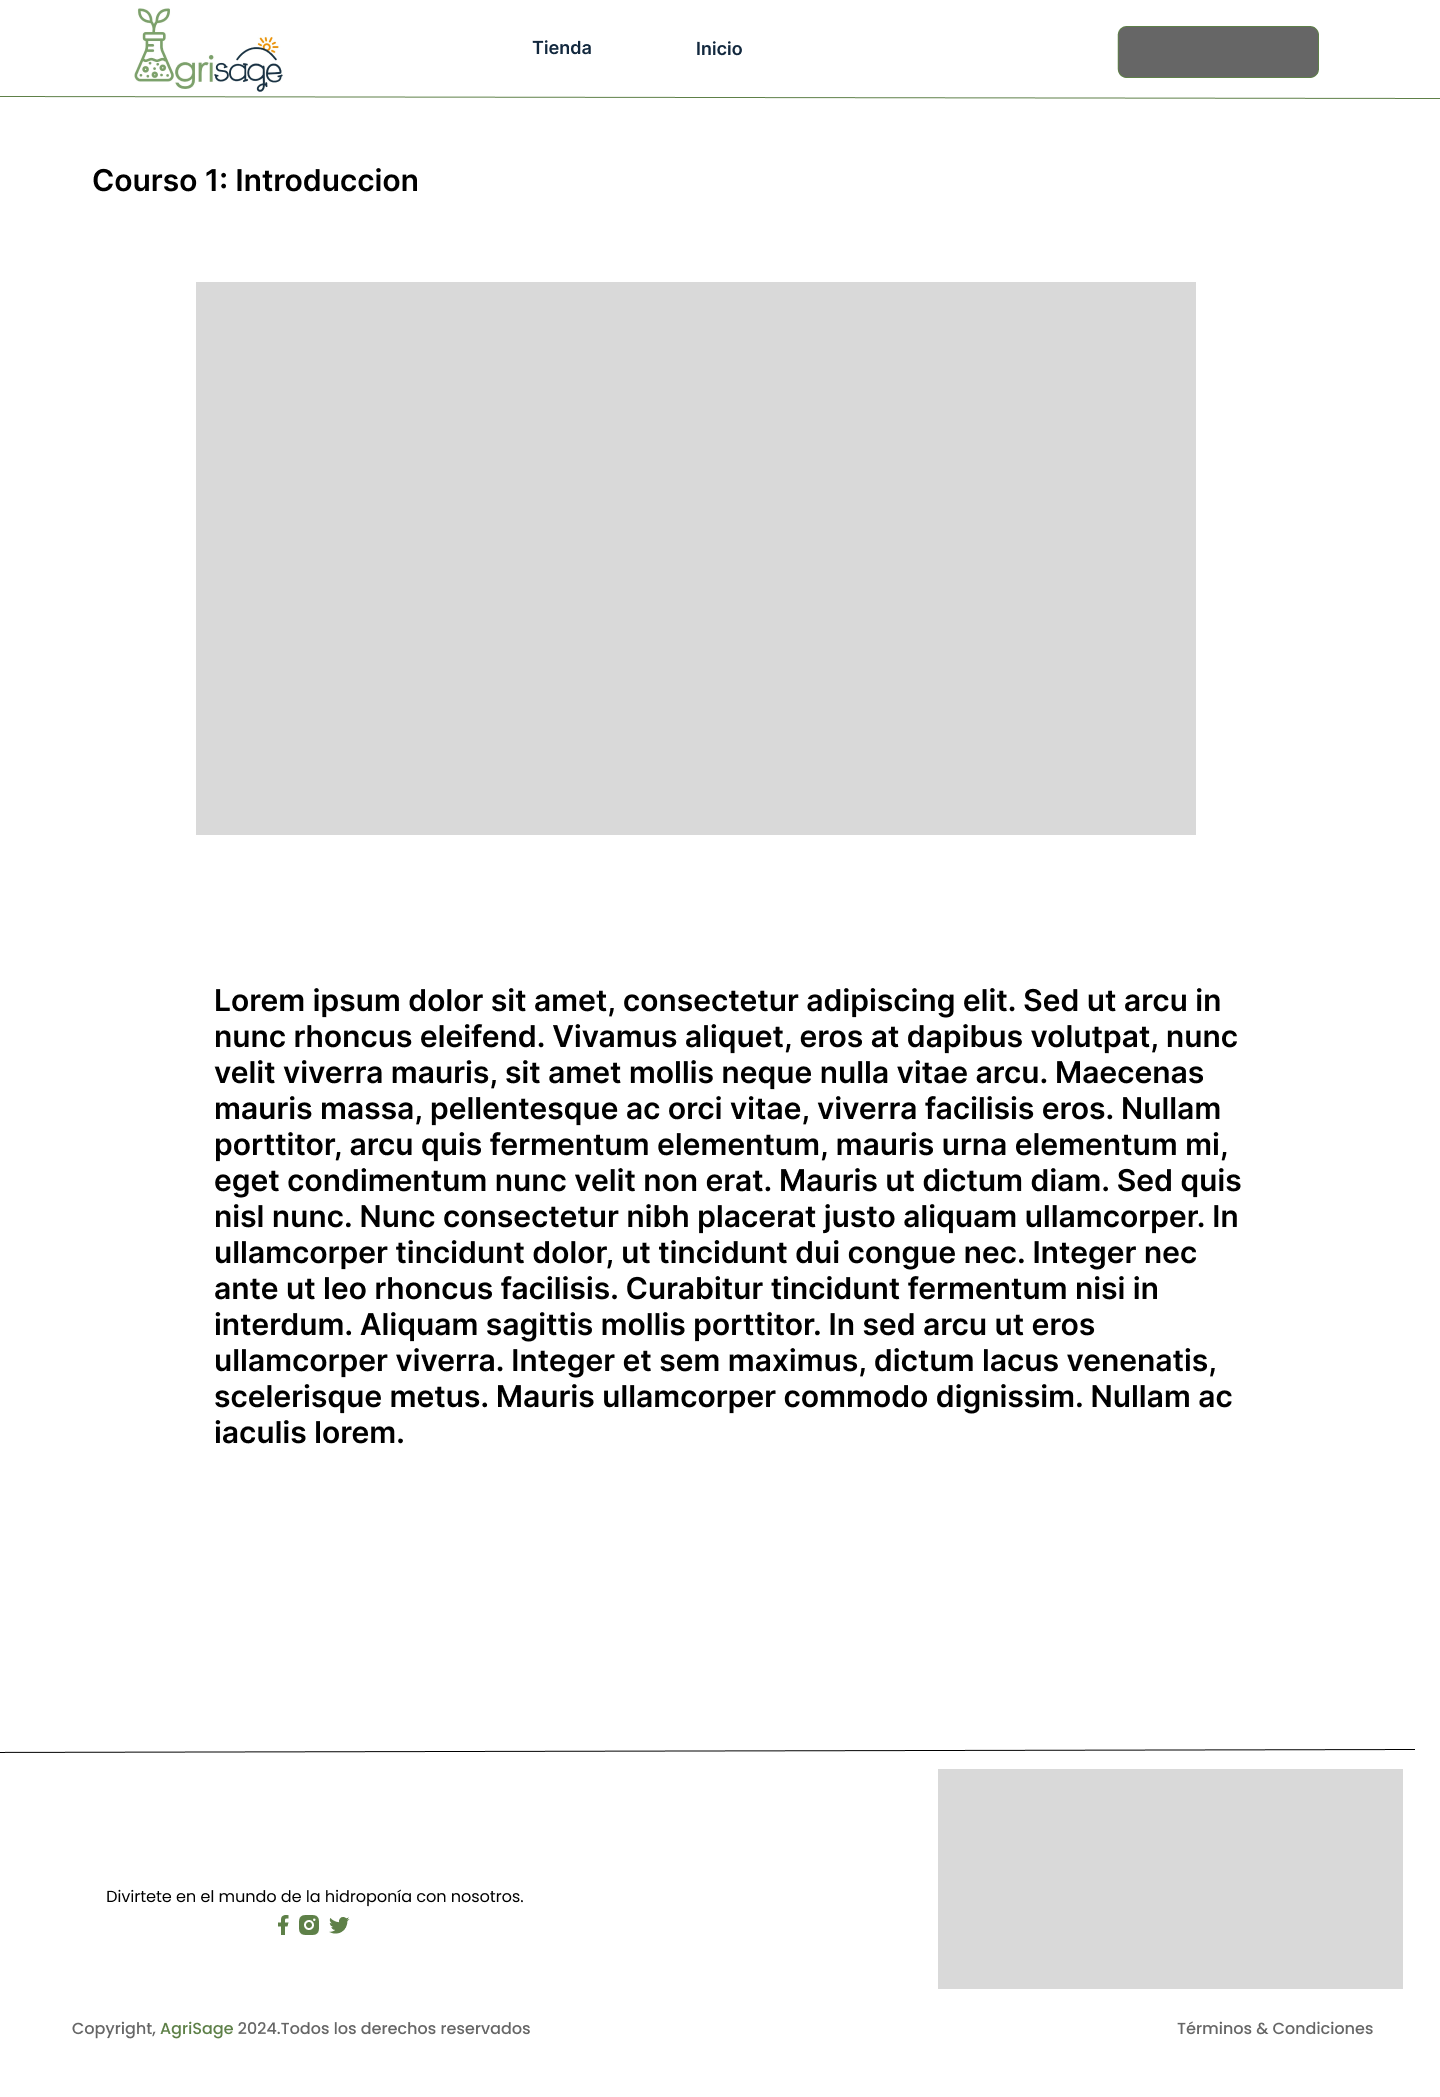 Agrisage
Tienda
Inicio
Courso 1: Introduccion
Lorem ipsum dolor sit amet, consectetur adipiscing elit. Sed ut arcu in
nunc rhoncus eleifend. Vivamus aliquet, eros at dapibus volutpat, nunc
velit viverra mauris, sit amet mollis neque nulla vitae arcu. Maecenas
mauris massa, pellentesque ac orci vitae, viverra facilisis eros. Nullam
porttitor, arcu quis fermentum elementum, mauris urna elementum mi,
eget condimentum nunc velit non erat. Mauris ut dictum diam. Sed quis
nisl nunc. Nunc consectetur nibh placerat justo aliquam ullamcorper. In
ullamcorper tincidunt dolor, ut tincidunt dui congue nec. Integer nec
ante ut leo rhoncus facilisis. Curabitur tincidunt fermentum nisi in
interdum. Aliquam sagittis mollis porttitor. In sed arcu ut eros
ullamcorper viverra. Integer et sem maximus, dictum lacus venenatis,
scelerisque metus. Mauris ullamcorper commodo dignissim. Nullam ac
iaculis lorem.
Divirtete en el mundo de la hidroponía con nosotros.
Copyright, AgriSage 2024.Todos los derechos reservados
Términos & Condiciones